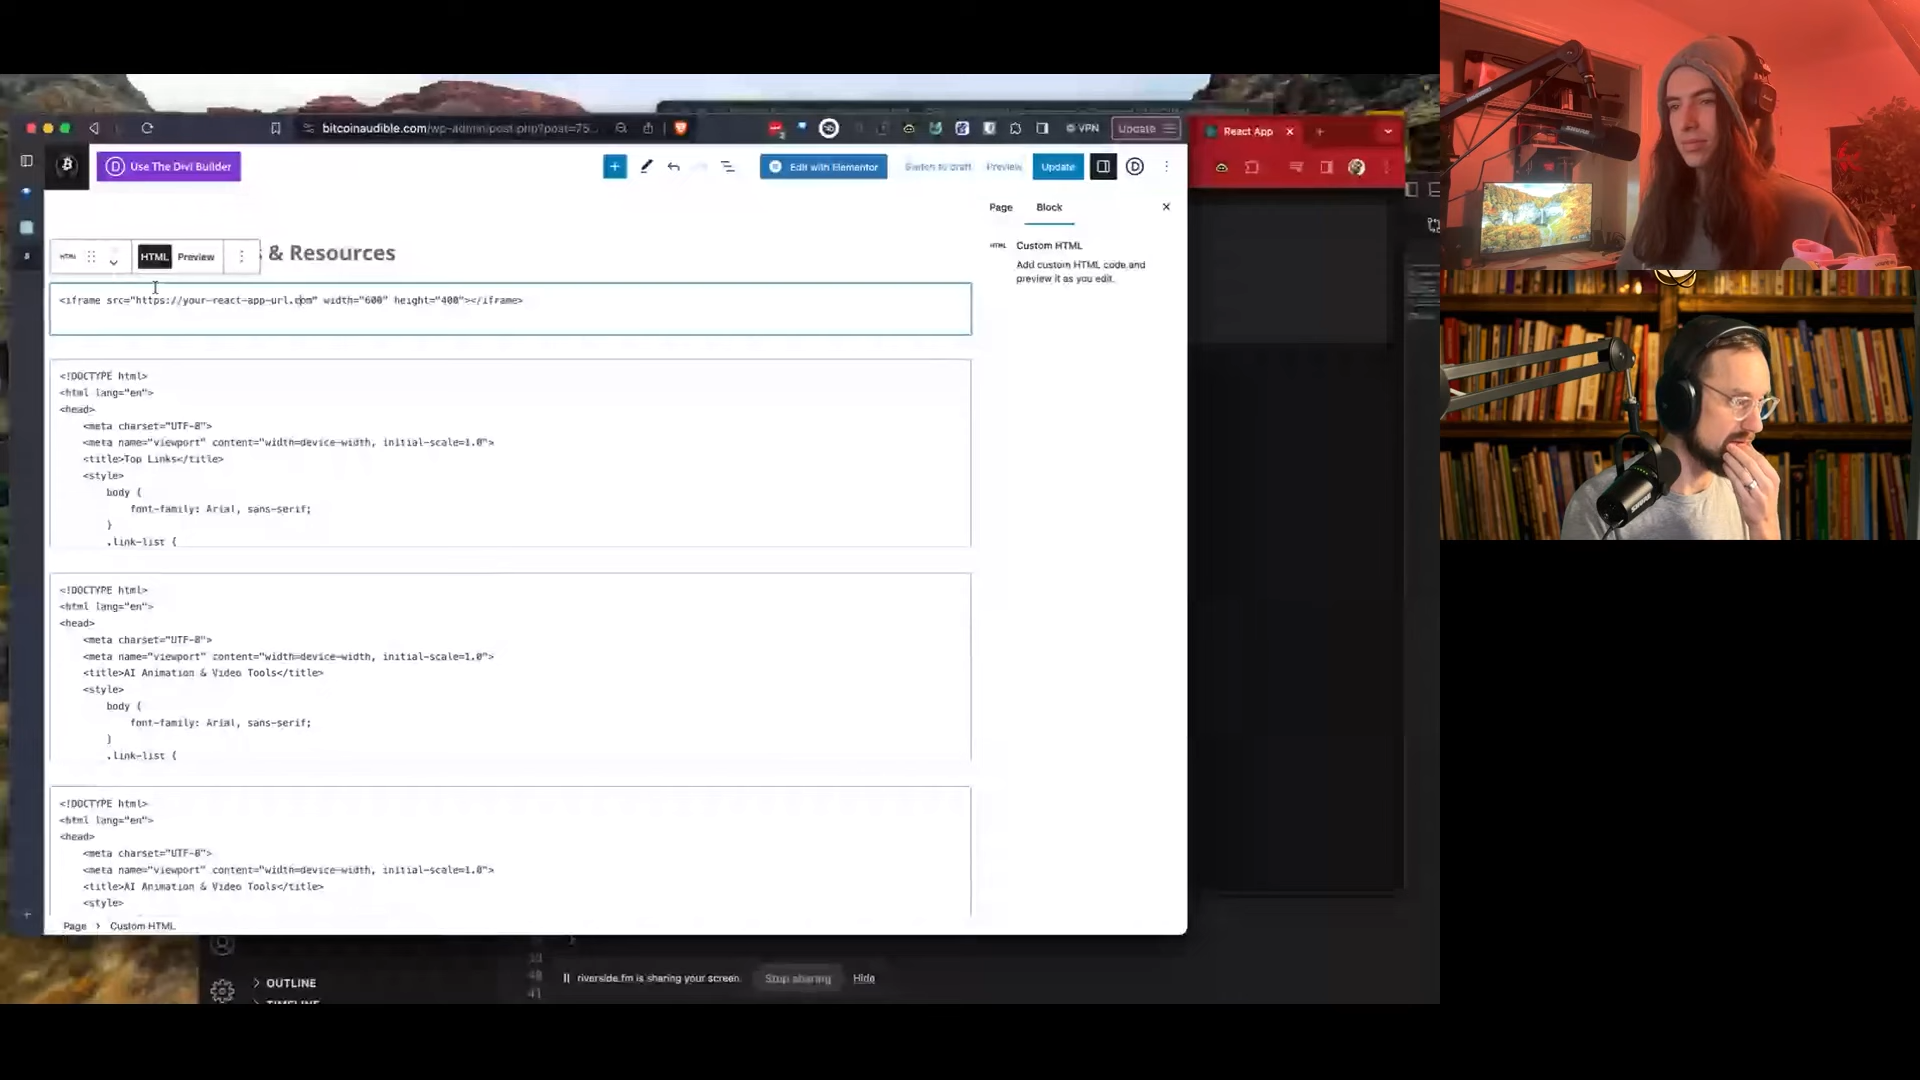 bitcoinaudible.com/wp-admin/post.php?post=75...
VPN
Update
React App
Use The Divi Builder
Edit with Elementor
Switch to draft
Preview
Update
Page
Block
HTML
Preview
& Resources
Custom HTML
Add custom HTML code and
preview it as you edit.
<iframe src="https://your-react-app-url.com" width="600" height="400"></iframe>
<!DOCTYPE html>
<html lang="en">
<head>
<meta charset="UTF-8">
<meta name="viewport" content="width=device-width, initial-scale=1.0">
<title>Top Links</title>
<style>
body {
font-family: Arial, sans-serif;
}
.link-list {
<!DOCTYPE html>
<html lang="en">
<head>
<meta charset="UTF-8">
<meta name="viewport" content="width=device-width, initial-scale=1.0">
<title>AI Animation & Video Tools</title>
<style>
body {
font-family: Arial, sans-serif;
}
.link-list {
<!DOCTYPE html>
<html lang="en">
<head>
<meta charset="UTF-8">
<meta name="viewport" content="width=device-width, initial-scale=1.0">
<title>AI Animation & Video Tools</title>
<style>
Page > Custom HTML
OUTLINE
TIMELINE
40
41
riverside.fm is sharing your screen.
Stop sharing
Hide
SHURE